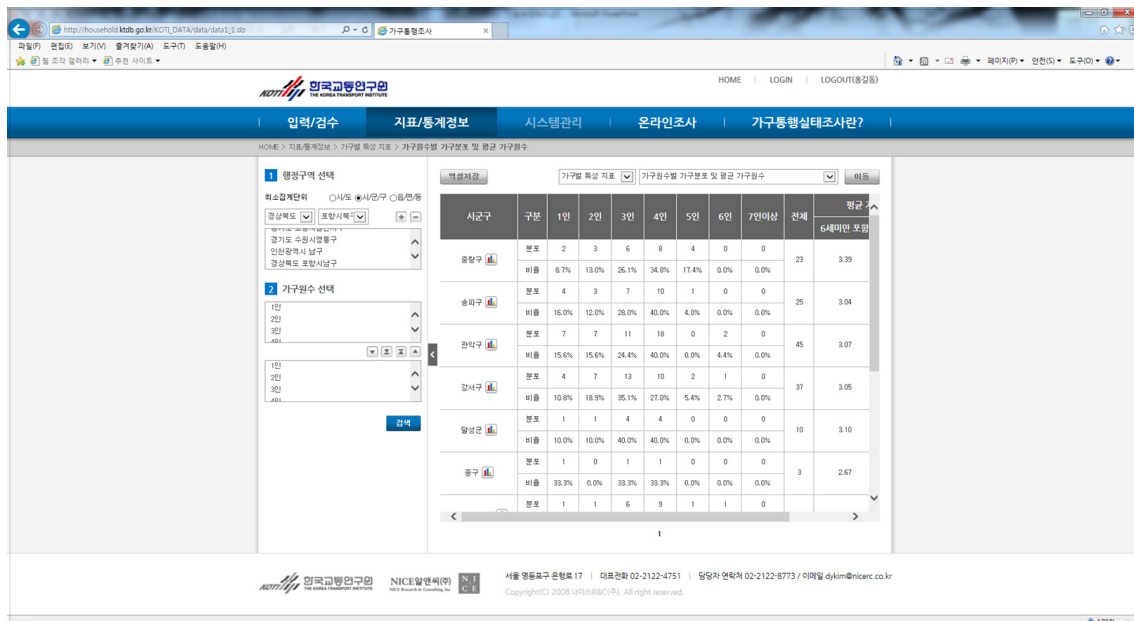 http://household.ktdb.go.kr/KOTI_DATA/data/data1_1.do
가구통행조사
파일(F) 편집(E) 보기(V) 즐겨찾기(A) 도구(T) 도움말(H)
웹 조각 갤러리 추천 사이트
페이지(P) 안전(S) 도구(O)
KOTI 한국교통연구원
THE KOREA TRANSPORT INSTITUTE
HOME | LOGIN | LOGOUT(홍길동)
입력/검수 지표/통계정보 시스템관리 온라인조사 가구통행실태조사란?
HOME > 지표/통계정보 > 가구별 특성 지표 > 가구원수별 가구분포 및 평균 가구원수
1 행정구역 선택
최소집계단위 시/도 시/군/구 읍/면/동
경상북도 포항시북구
경기도 수원시영통구
인천광역시 남구
경상북도 포항시남구
2 가구원수 선택
1인
2인
3인
4인
1인
2인
3인
4인
검색
엑셀저장 가구별 특성 지표 가구원수별 가구분포 및 평균 가구원수 이동
시군구 구분 1인 2인 3인 4인 5인 6인 7인이상 전체 평균
6세미만 포함
중랑구 분포 2 3 6 8 4 0 0 23 3.39
비율 8.7% 13.0% 26.1% 34.8% 17.4% 0.0% 0.0%
송파구 분포 4 3 7 10 1 0 0 25 3.04
비율 16.0% 12.0% 28.0% 40.0% 4.0% 0.0% 0.0%
관악구 분포 7 7 11 18 0 2 0 45 3.07
비율 15.6% 15.6% 24.4% 40.0% 0.0% 4.4% 0.0%
강서구 분포 4 7 13 10 2 1 0 37 3.05
비율 10.8% 18.9% 35.1% 27.0% 5.4% 2.7% 0.0%
달성군 분포 1 1 4 4 0 0 0 10 3.10
비율 10.0% 10.0% 40.0% 40.0% 0.0% 0.0% 0.0%
중구 분포 1 0 1 1 0 0 0 3 2.67
비율 33.3% 0.0% 33.3% 33.3% 0.0% 0.0% 0.0%
분포 1 1 6 9 1 1 0
1
KOTI 한국교통연구원
THE KOREA TRANSPORT INSTITUTE
NICE알앤씨(주)
NICE Research & Consulting, Inc
NICE
서울 영등포구 은행로 17 | 대표전화 02-2122-4751 | 담당자 연락처 02-2122-8773 / 이메일 dykim@nicerc.co.kr
Copyright(C) 2008 나이스R&C(주). All right reserved.